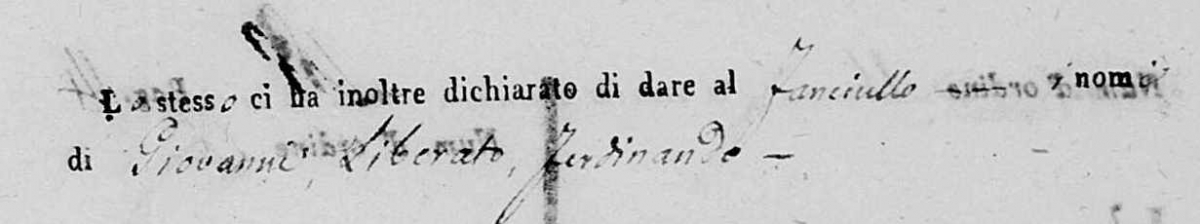 Lo stesso ci ha inoltre dichiarato di dare al fanciullo — i nomi
di Giovanni, Liberato, Ferdinando —